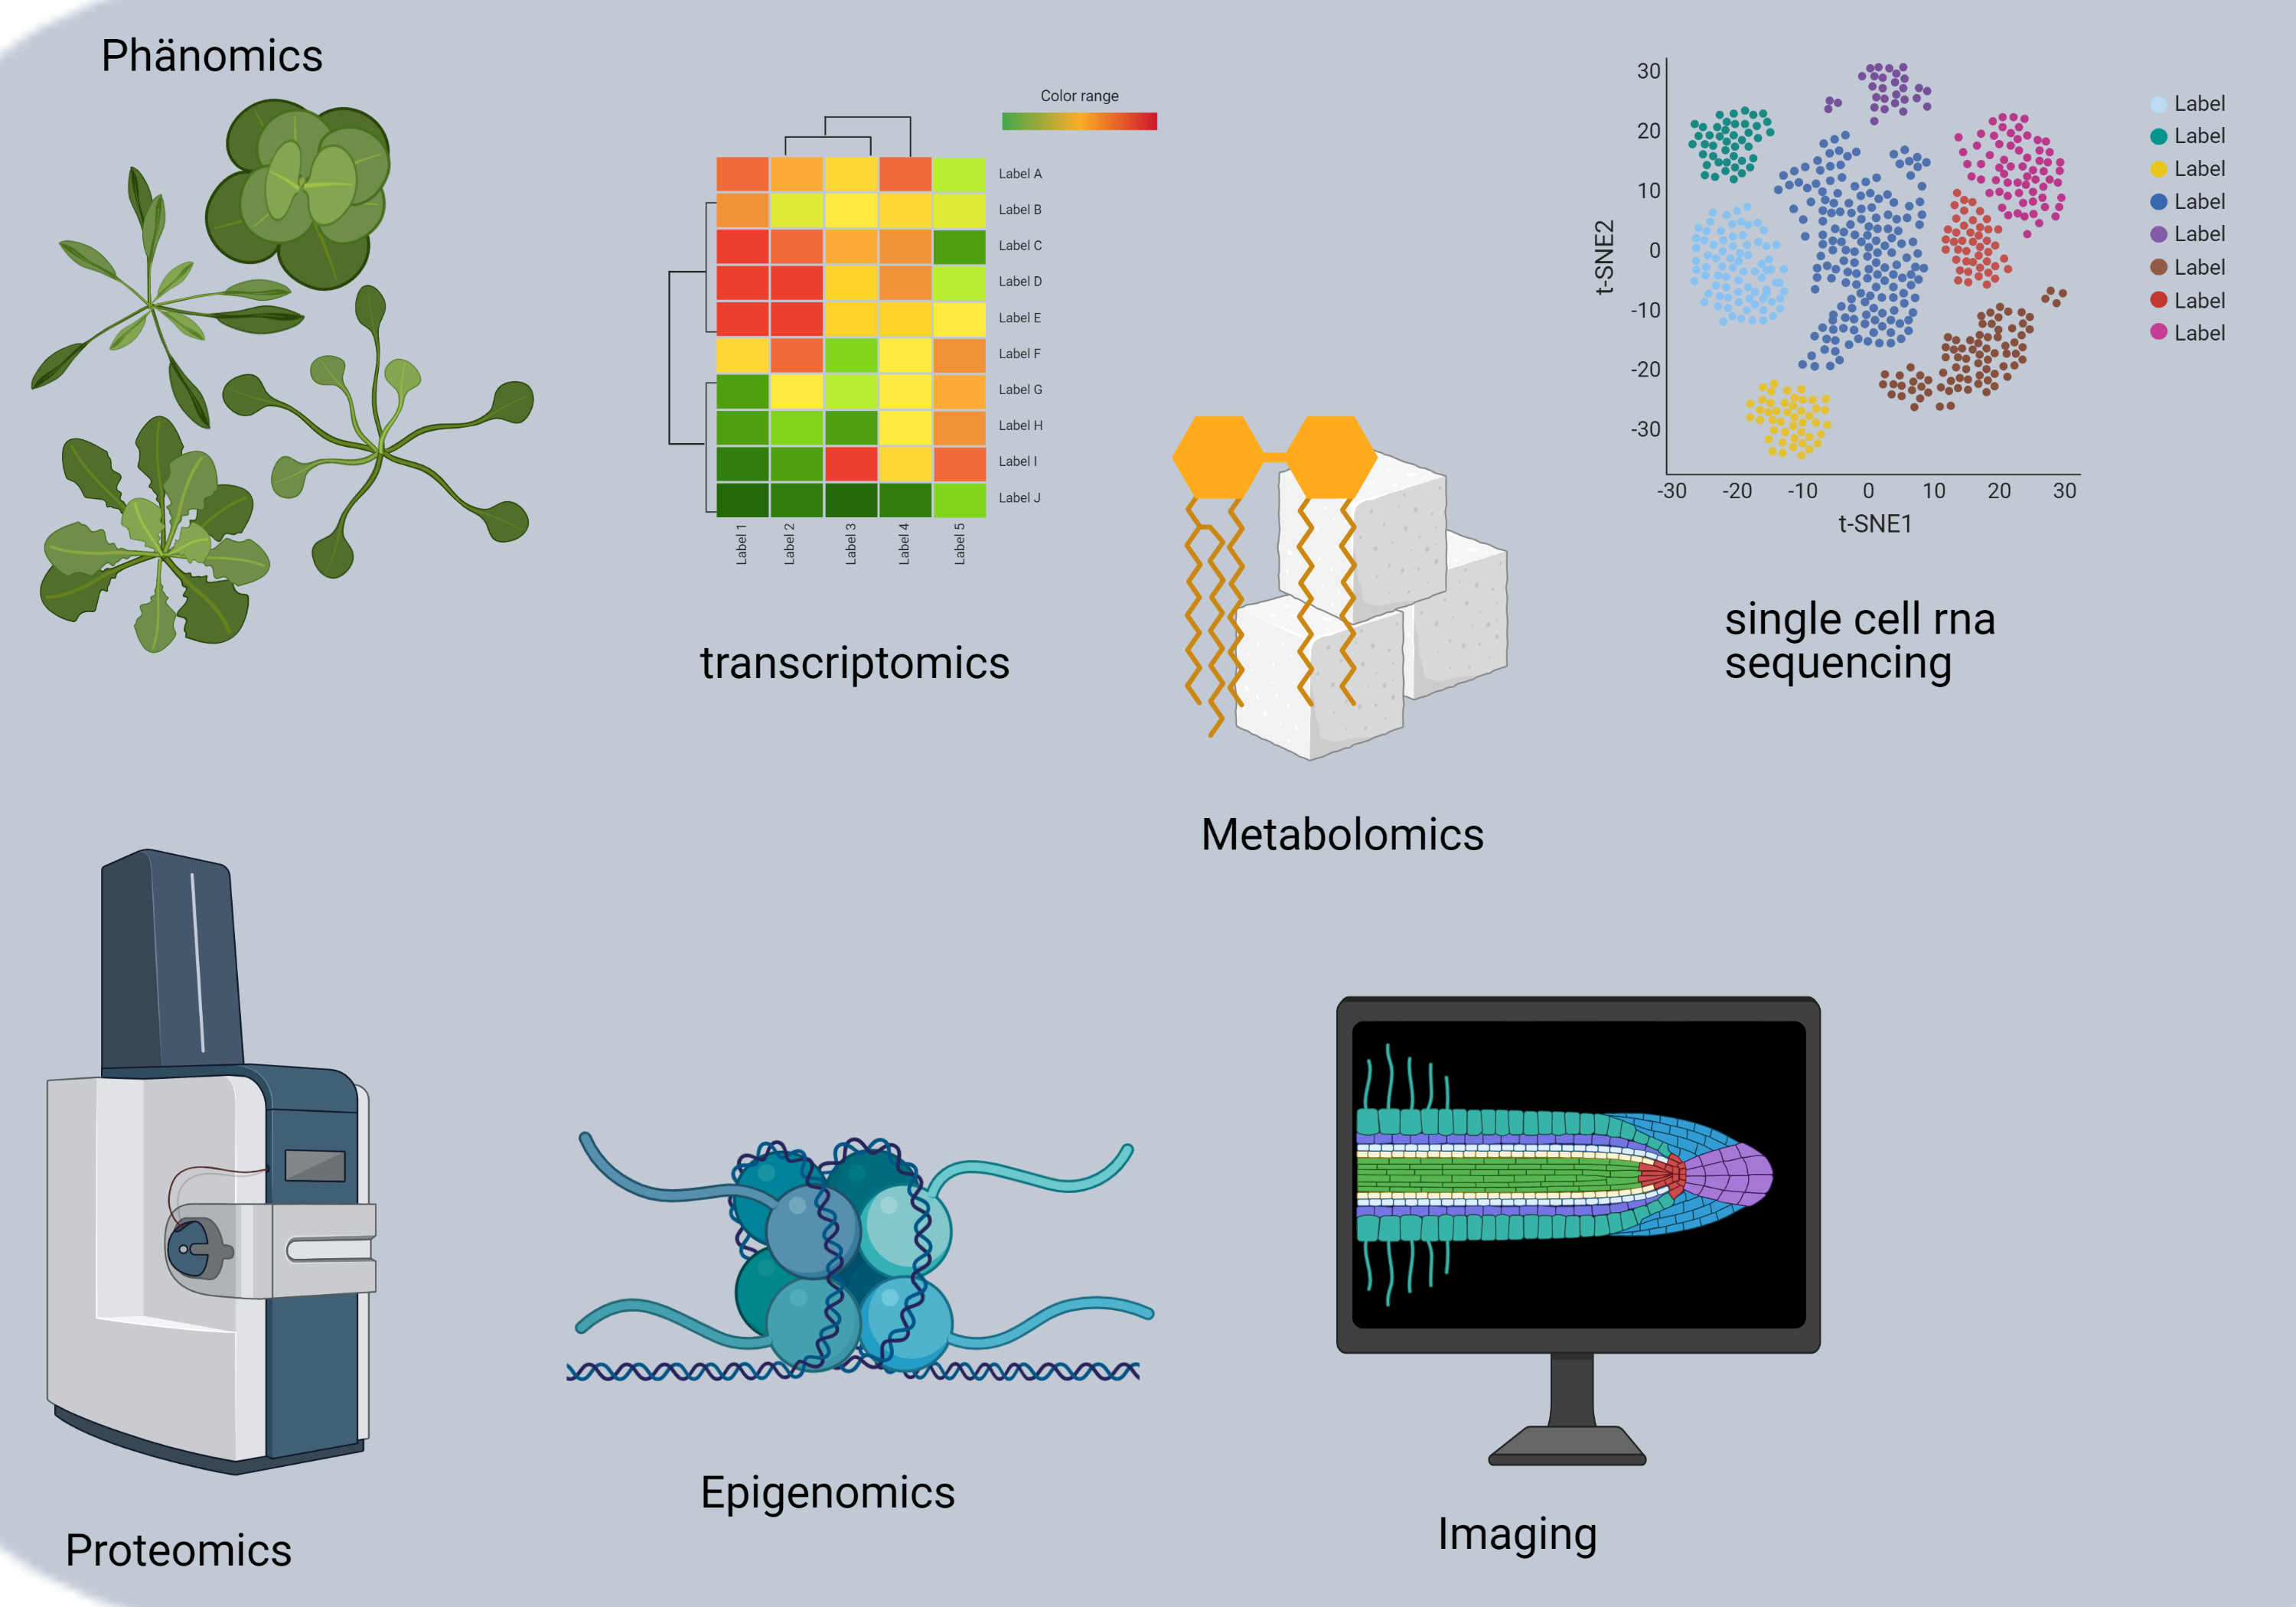 Phänomics
Color range
Label A
Label B
Label C
Label D
Label E
Label F
Label G
Label H
Label I
Label J
Label 1
Label 2
Label 3
Label 4
Label 5
transcriptomics
Metabolomics
t-SNE2
30
20
10
0
-10
-20
-30
-30 -20 -10 0 10 20 30
t-SNE1
Label
Label
Label
Label
Label
Label
Label
Label
single cell rna
sequencing
Proteomics
Epigenomics
Imaging